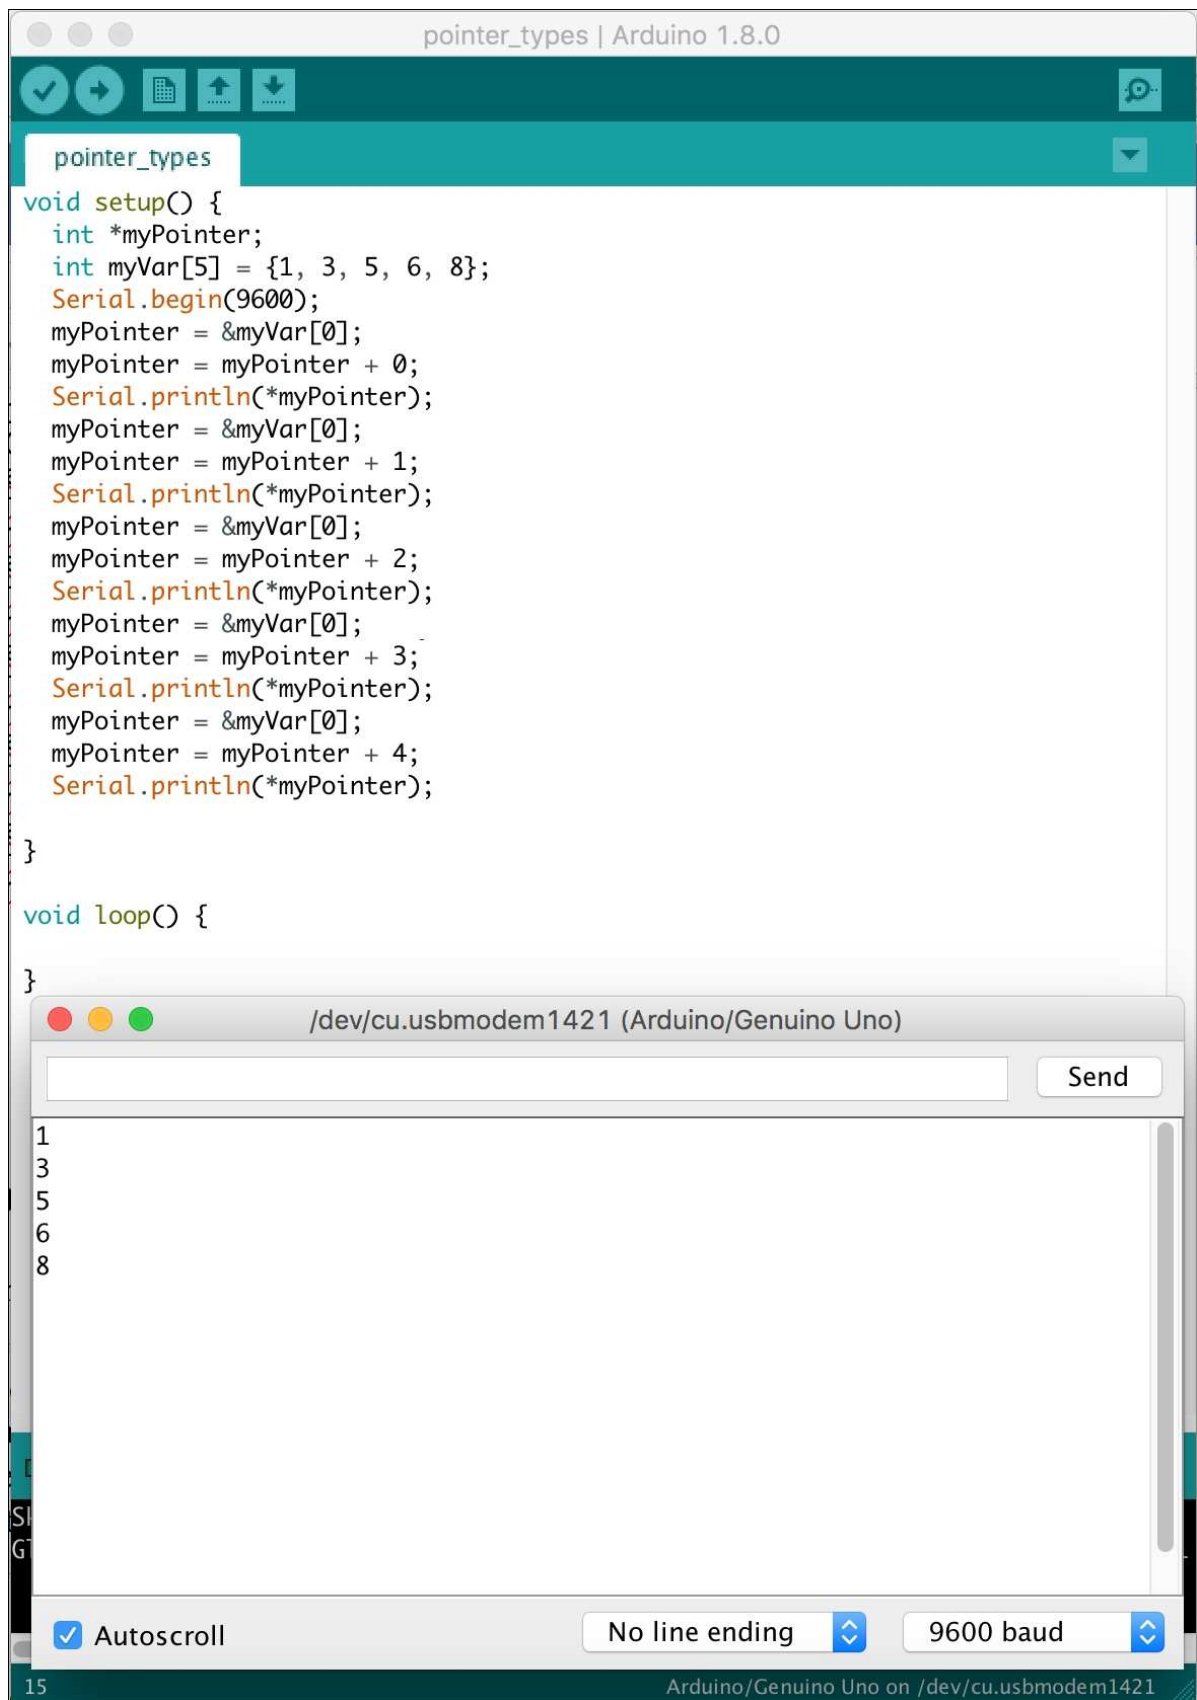 pointer_types | Arduino 1.8.0
pointer_types
void setup() {
  int *myPointer;
  int myVar[5] = {1, 3, 5, 6, 8};
  Serial.begin(9600);
  myPointer = &myVar[0];
  myPointer = myPointer + 0;
  Serial.println(*myPointer);
  myPointer = &myVar[0];
  myPointer = myPointer + 1;
  Serial.println(*myPointer);
  myPointer = &myVar[0];
  myPointer = myPointer + 2;
  Serial.println(*myPointer);
  myPointer = &myVar[0];
  myPointer = myPointer + 3;
  Serial.println(*myPointer);
  myPointer = &myVar[0];
  myPointer = myPointer + 4;
  Serial.println(*myPointer);
}
void loop() {
}
/dev/cu.usbmodem1421 (Arduino/Genuino Uno)
Send
1
3
5
6
8
Autoscroll
No line ending
9600 baud
15
Arduino/Genuino Uno on /dev/cu.usbmodem1421